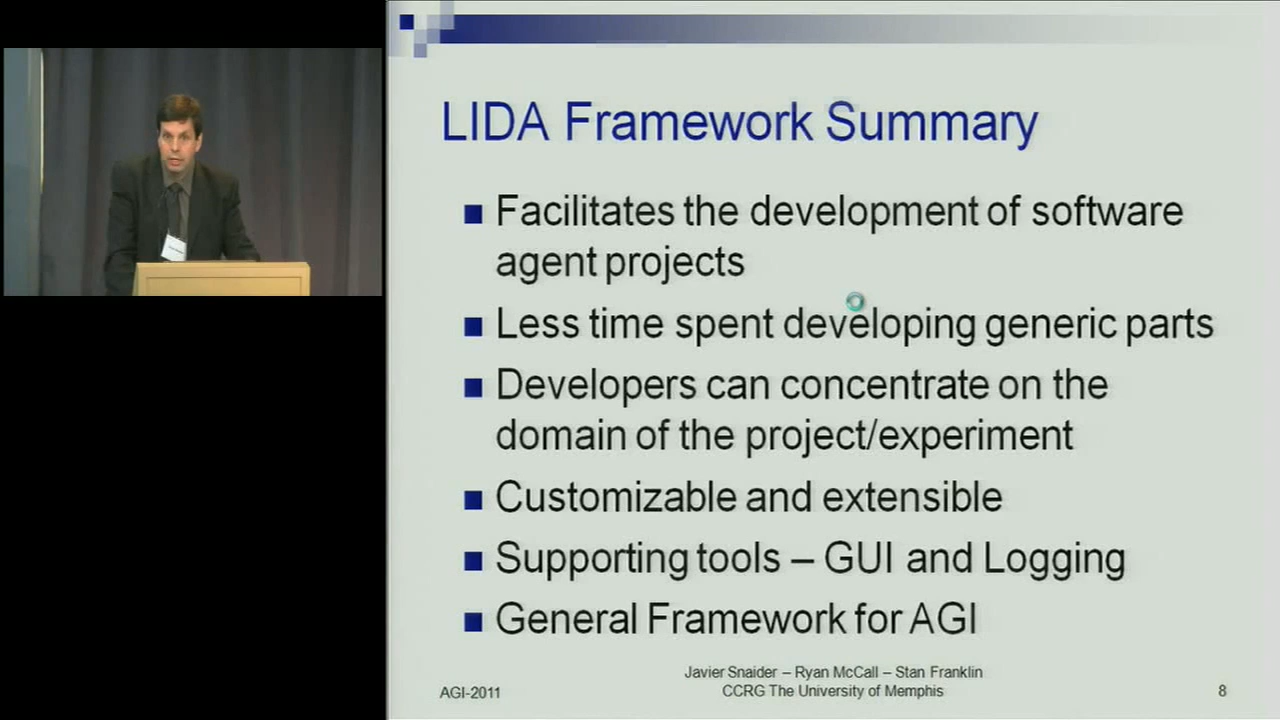 LIDA Framework Summary
Facilitates the development of software
agent projects
Less time spent developing generic parts
Developers can concentrate on the
domain of the project/experiment
Customizable and extensible
Supporting tools – GUI and Logging
General Framework for AGI
AGI-2011
Javier Snaider – Ryan McCall – Stan Franklin
CCRG The University of Memphis
8